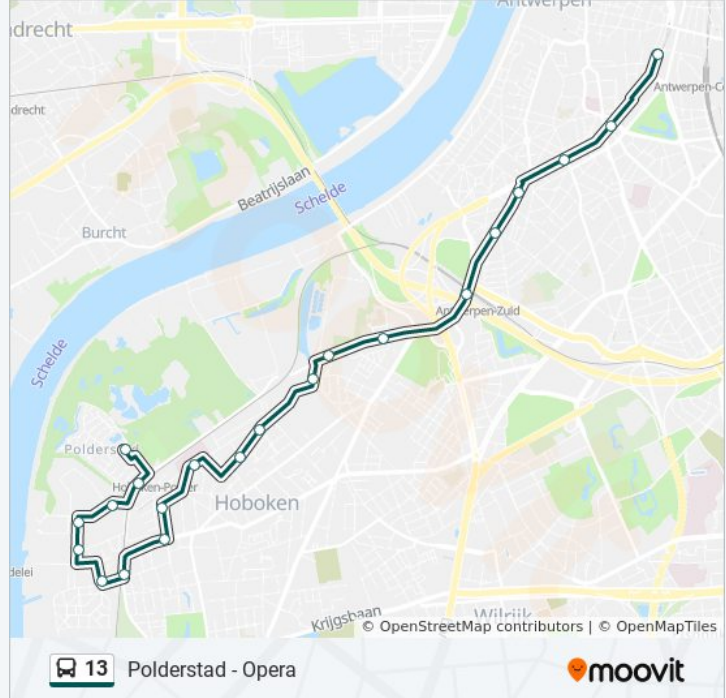 Antwerpen
ndrecht
Antwerpen-C
drecht
Beatrijslaan
Schelde
Burcht
Antwerpen-Zuid
Schelde
Polderstad
Hoboken-Polder
Hoboken
delei
Krijgsbaan
Wilrijk
© OpenStreetMap contributors | © OpenMapTiles
13 Polderstad - Opera
moovit